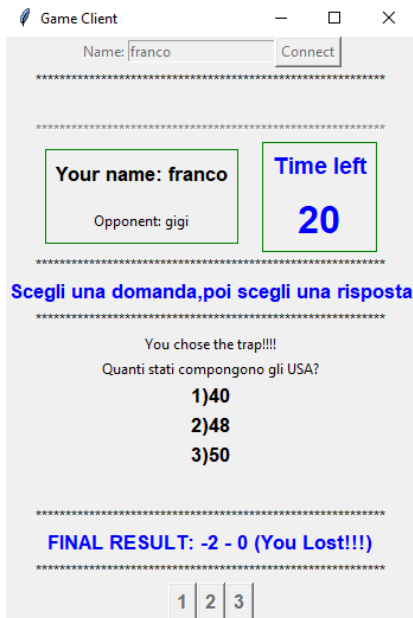 Game Client
Name: franco Connect
**********************************************************
**********************************************************
Your name: franco
Opponent: gigi
Time left
20
**********************************************************
Scegli una domanda,poi scegli una risposta
**********************************************************
You chose the trap!!!!
Quanti stati compongono gli USA?
1)40
2)48
3)50
**********************************************************
FINAL RESULT: -2 - 0 (You Lost!!!)
**********************************************************
1 2 3